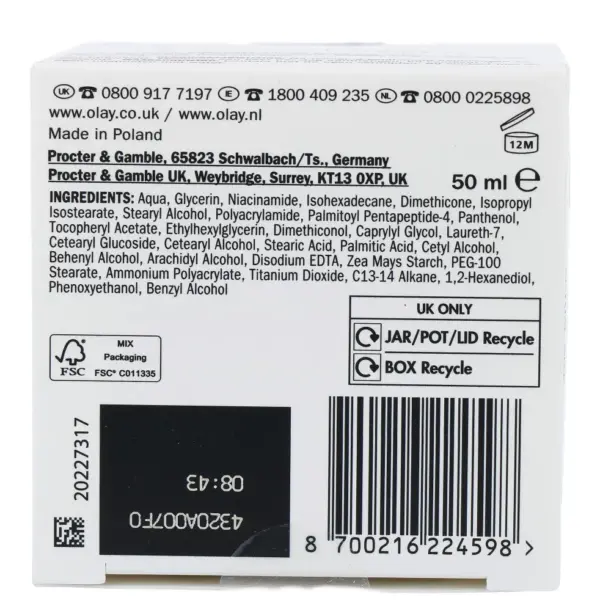 UK ☎ 0800 917 7197 IE ☎ 1800 409 235 NL ☎ 0800 0225898
www.olay.co.uk / www.olay.nl
Made in Poland
12M
Procter & Gamble, 65823 Schwalbach/Ts., Germany
Procter & Gamble UK, Weybridge, Surrey, KT13 0XP, UK
50 ml ℮
INGREDIENTS: Aqua, Glycerin, Niacinamide, Isohexadecane, Dimethicone, Isopropyl
Isostearate, Stearyl Alcohol, Polyacrylamide, Palmitoyl Pentapeptide-4, Panthenol,
Tocopheryl Acetate, Ethylhexylglycerin, Dimethiconol, Caprylyl Glycol, Laureth-7,
Cetearyl Glucoside, Cetearyl Alcohol, Stearic Acid, Palmitic Acid, Cetyl Alcohol,
Behenyl Alcohol, Arachidyl Alcohol, Disodium EDTA, Zea Mays Starch, PEG-100
Stearate, Ammonium Polyacrylate, Titanium Dioxide, C13-14 Alkane, 1,2-Hexanediol,
Phenoxyethanol, Benzyl Alcohol
UK ONLY
JAR/POT/LID Recycle
BOX Recycle
FSC
MIX
Packaging
FSC® C011335
20227317
4320A007F0
08:43
8 700216 224598 >